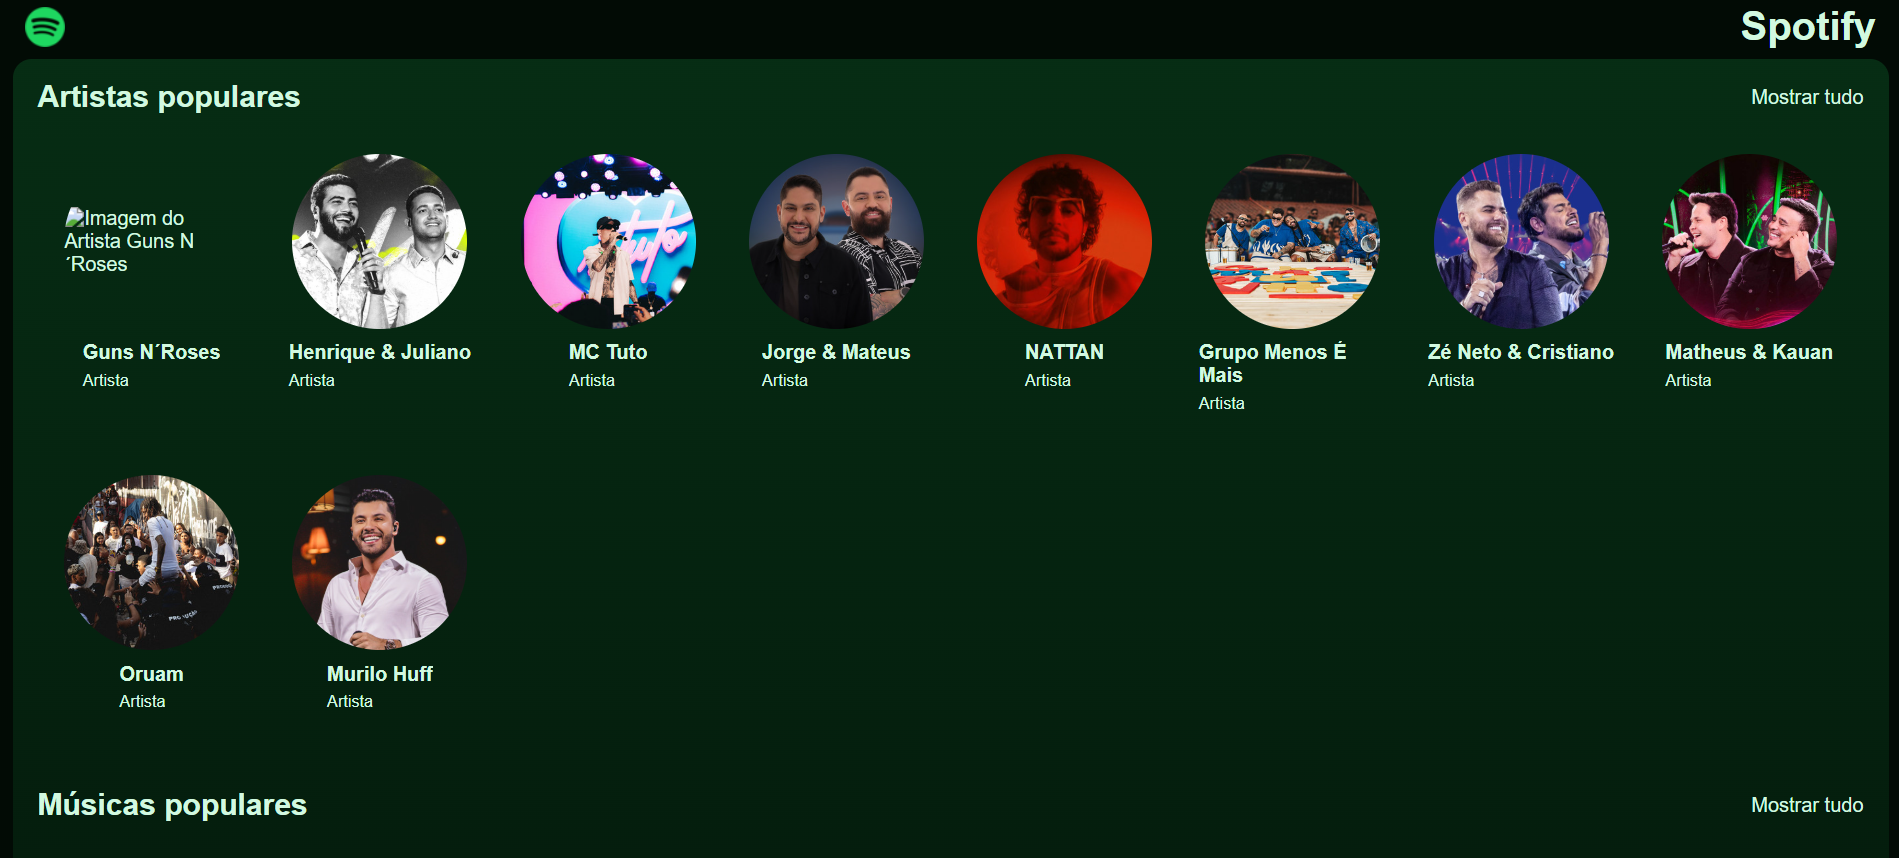 Spotify
Artistas populares
Mostrar tudo
Imagem do
Artista Guns N
´Roses
Tuto
Guns N´Roses
Artista
Henrique & Juliano
Artista
MC Tuto
Artista
Jorge & Mateus
Artista
NATTAN
Artista
Grupo Menos É
Mais
Artista
Zé Neto & Cristiano
Artista
Matheus & Kauan
Artista
Oruam
Artista
Murilo Huff
Artista
Músicas populares
Mostrar tudo